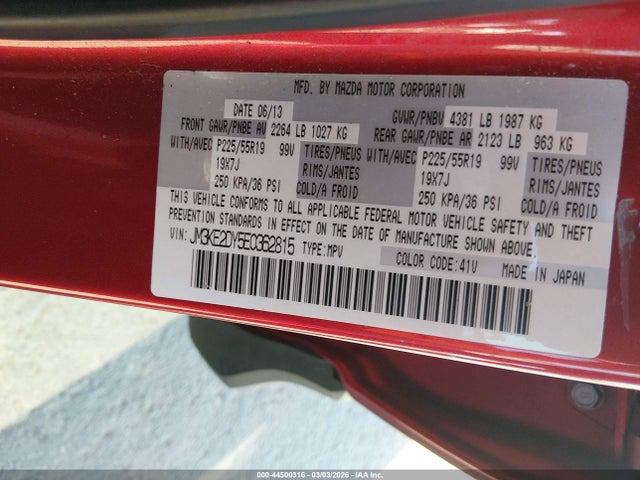 MFD. BY MAZDA MOTOR CORPORATION
DATE 06/13 GVWR/PNBV 4381 LB 1987 KG
FRONT GAWR/PNBE AV 2264 LB 1027 KG REAR GAWR/PNBE AR 2123 LB 963 KG
WITH/AVEC P225/55R19 99V TIRES/PNEUS WITH/AVEC P225/55R19 99V TIRES/PNEUS
19X7J RIMS/JANTES 19X7J RIMS/JANTES
250 KPA/36 PSI COLD/A FROID 250 KPA/36 PSI COLD/A FROID
THIS VEHICLE CONFORMS TO ALL APPLICABLE FEDERAL MOTOR VEHICLE SAFETY AND THEFT
PREVENTION STANDARDS IN EFFECT ON THE DATE OF MANUFACTURE SHOWN ABOVE.
VIN: JM3KE2DY5E0362815 TYPE:MPV
COLOR CODE:41V MADE IN JAPAN
000-44500316 - 03/03/2026 - IAA Inc.